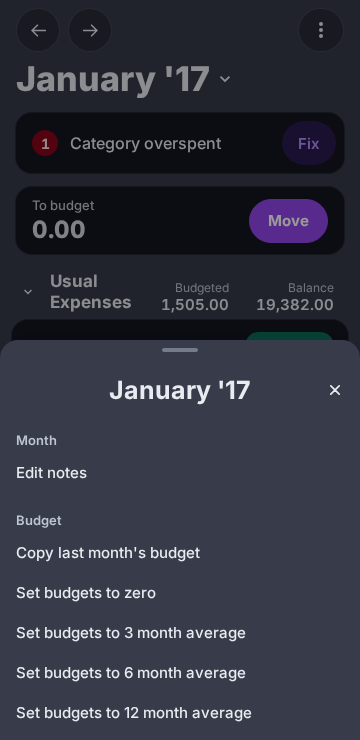 January '17
1 Category overspent Fix
To budget
0.00
Move
Usual
Expenses
Budgeted
1,505.00
Balance
19,382.00
January '17
Month
Edit notes
Budget
Copy last month's budget
Set budgets to zero
Set budgets to 3 month average
Set budgets to 6 month average
Set budgets to 12 month average